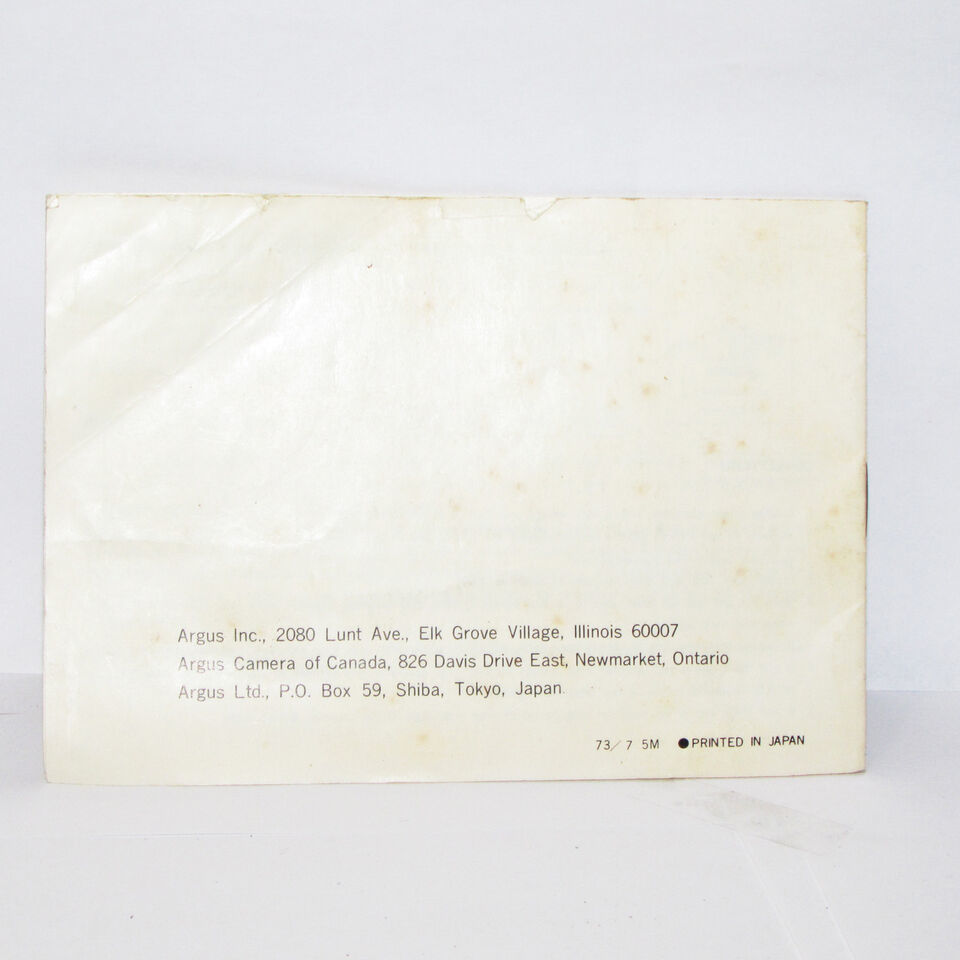 Argus Inc., 2080 Lunt Ave., Elk Grove Village, Illinois 60007
Argus Camera of Canada, 826 Davis Drive East, Newmarket, Ontario
Argus Ltd., P.O. Box 59, Shiba, Tokyo, Japan.
73/7 5M ●PRINTED IN JAPAN